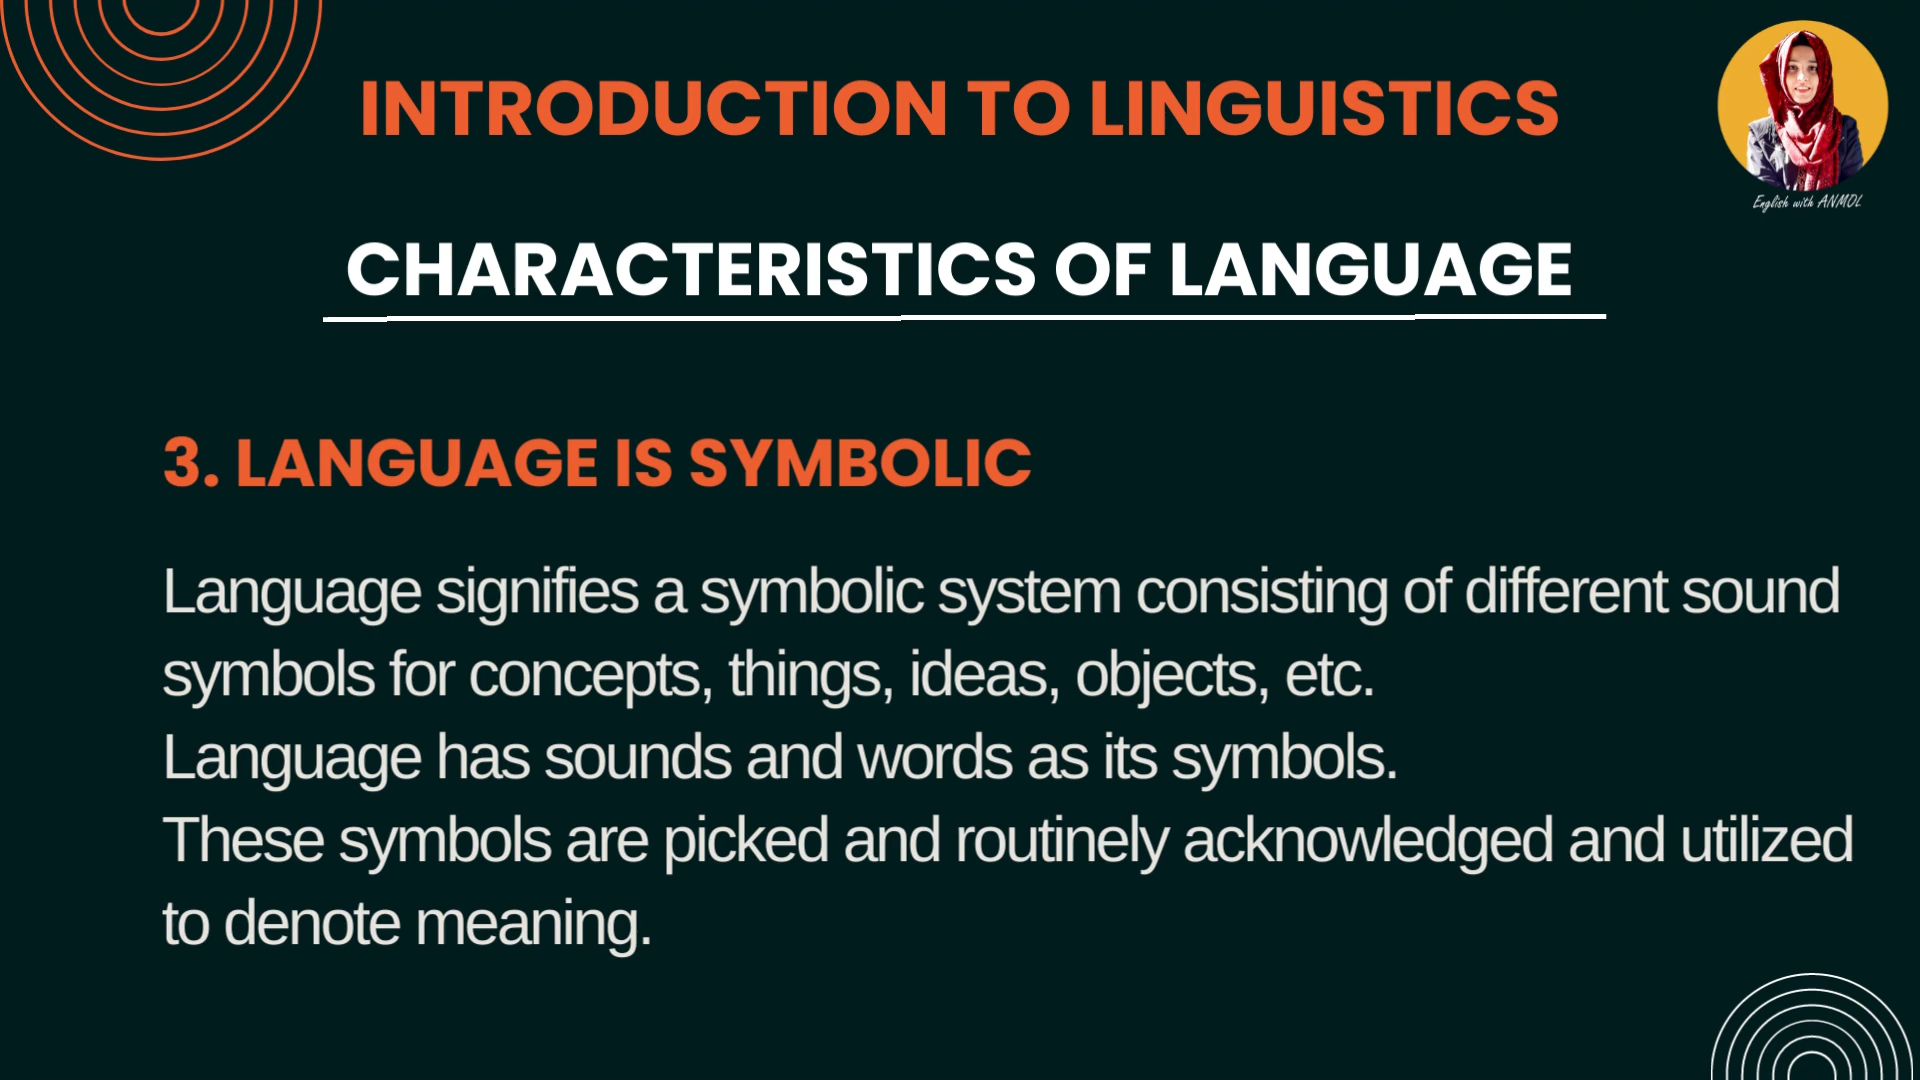 INTRODUCTION TO LINGUISTICS
English with ANMOL
CHARACTERISTICS OF LANGUAGE
3. LANGUAGE IS SYMBOLIC
Language signifies a symbolic system consisting of different sound
symbols for concepts, things, ideas, objects, etc.
Language has sounds and words as its symbols.
These symbols are picked and routinely acknowledged and utilized
to denote meaning.